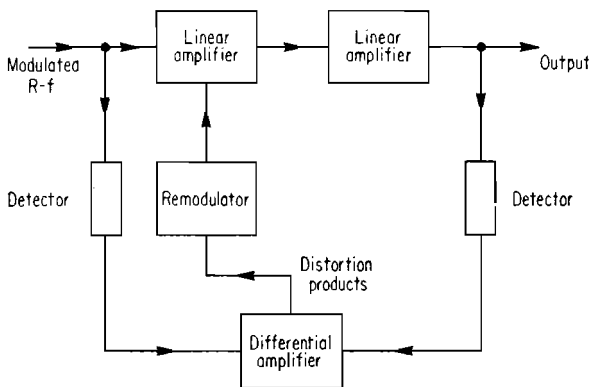 Linear
amplifier
Linear
amplifier
Modulated
R-f
Output
Detector
Remodulator
Detector
Distortion
products
Differential
amplifier